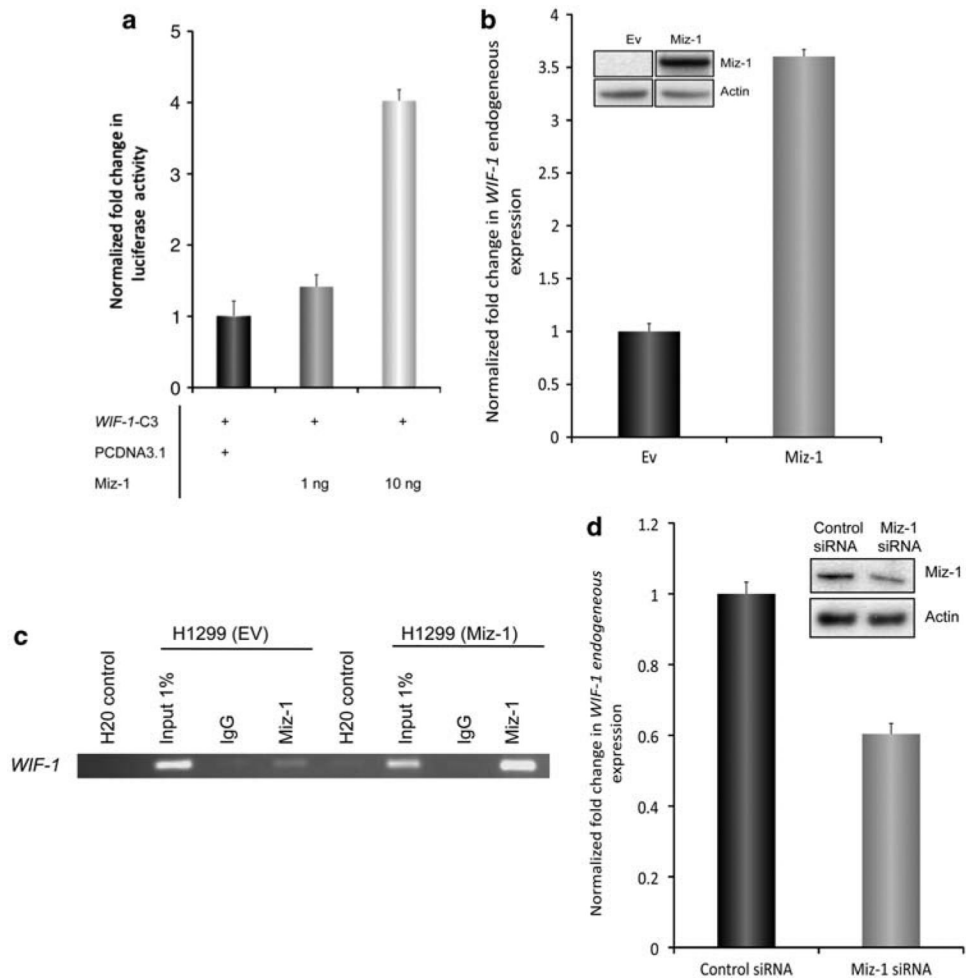 a
Normalized fold change in
luciferase activity
5
4
3
2
1
0
WIF-1-C3 + + +
PCDNA3.1 +
Miz-1 1 ng 10 ng
b
Normalized fold change in WIF-1 endogeneous
expression
4
3.5
3
2.5
2
1.5
1
0.5
0
Ev Miz-1
Miz-1
Actin
Ev Miz-1
c
H1299 (EV) H1299 (Miz-1)
H20 control Input 1% IgG Miz-1 H20 control Input 1% IgG Miz-1
WIF-1
d
Normalized fold change in WIF-1 endogeneous
expression
1.2
1
0.8
0.6
0.4
0.2
0
Control Miz-1
siRNA siRNA
Miz-1
Actin
Control siRNA Miz-1 siRNA